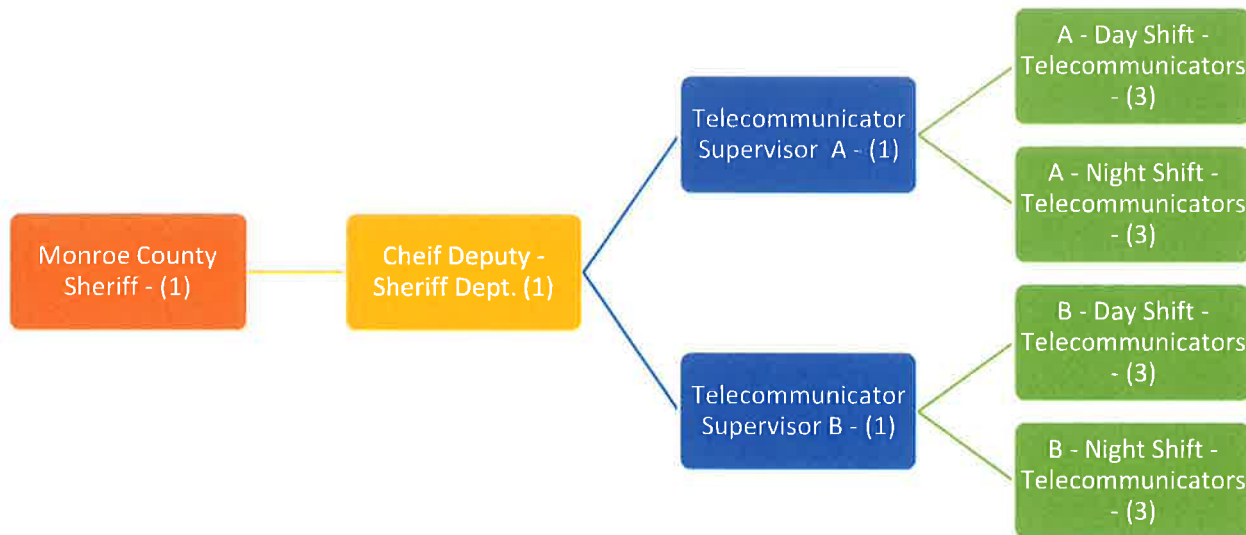 Monroe County
Sheriff - (1)
Cheif Deputy -
Sheriff Dept. (1)
Telecommunicator
Supervisor  A - (1)
Telecommunicator
Supervisor B - (1)
A - Day Shift -
Telecommunicators
- (3)
A - Night Shift -
Telecommunicators
- (3)
B - Day Shift -
Telecommunicators
- (3)
B - Night Shift -
Telecommunicators
- (3)